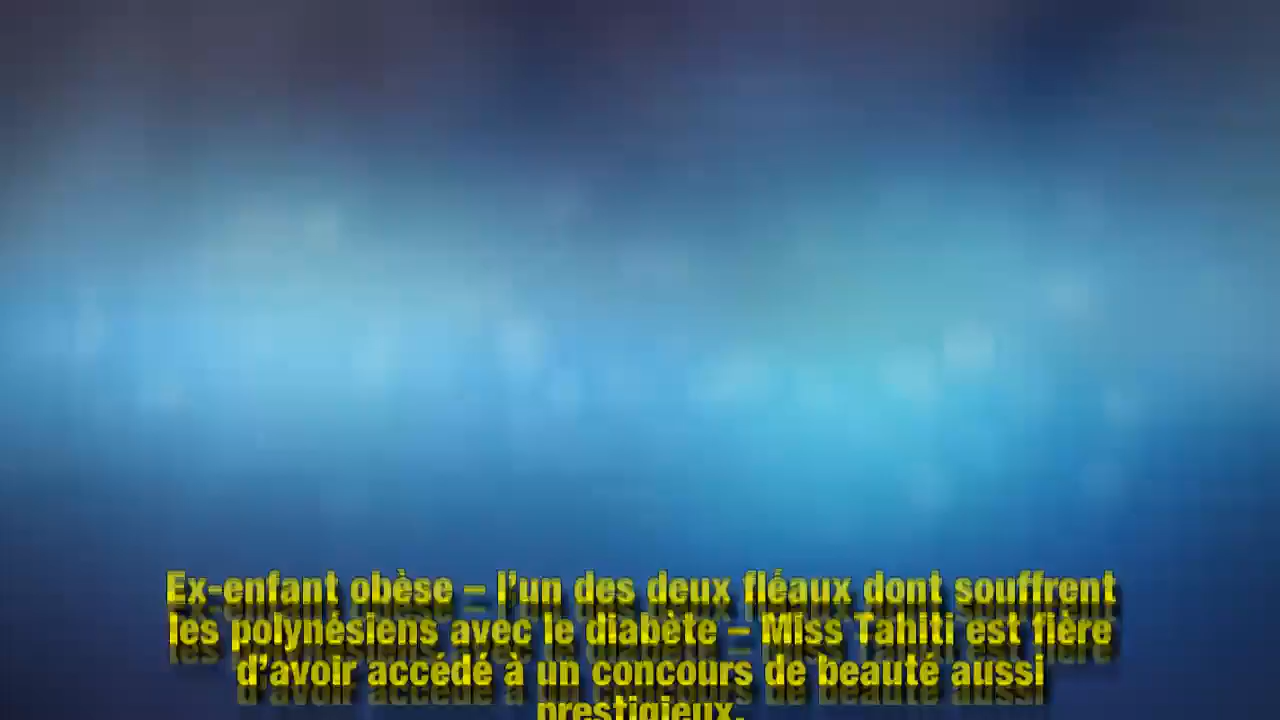 Ex-enfant obèse – l’un des deux fléaux dont souffrent
les polynésiens avec le diabète – Miss Tahiti est fière
d’avoir accédé à un concours de beauté aussi
prestigieux.